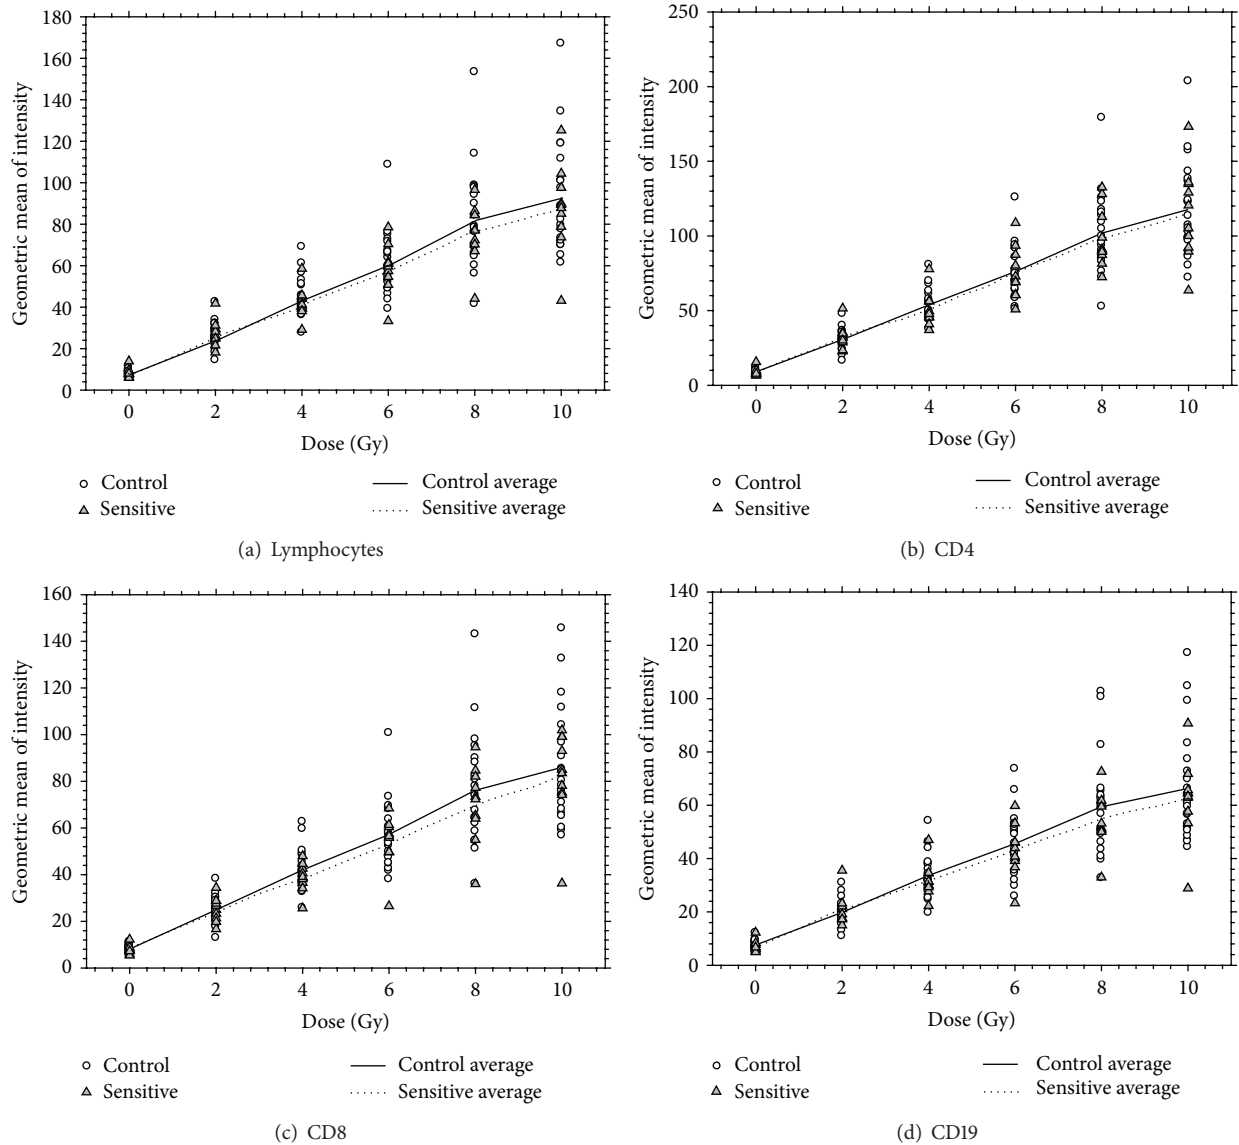 Geometric mean of intensity
180
160
140
120
100
80
60
40
20
0
0 2 4 6 8 10
Dose (Gy)
Control
Sensitive
Control average
Sensitive average
(a) Lymphocytes
Geometric mean of intensity
250
200
150
100
50
0
0 2 4 6 8 10
Dose (Gy)
Control
Sensitive
Control average
Sensitive average
(b) CD4
Geometric mean of intensity
160
140
120
100
80
60
40
20
0
0 2 4 6 8 10
Dose (Gy)
Control
Sensitive
Control average
Sensitive average
(c) CD8
Geometric mean of intensity
140
120
100
80
60
40
20
0
0 2 4 6 8 10
Dose (Gy)
Control
Sensitive
Control average
Sensitive average
(d) CD19